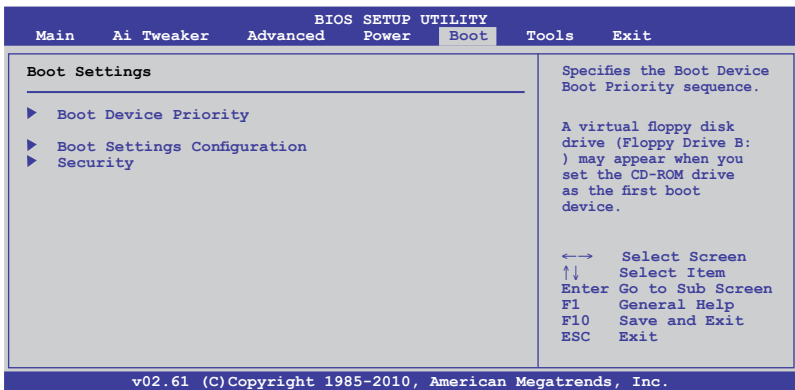 BIOS SETUP UTILITY
Main Ai Tweaker Advanced Power Boot Tools Exit
Boot Settings
Boot Device Priority
Boot Settings Configuration
Security
Specifies the Boot Device
Boot Priority sequence.
A virtual floppy disk
drive (Floppy Drive B:
) may appear when you
set the CD-ROM drive
as the first boot
device.
←→ Select Screen
↑↓ Select Item
Enter Go to Sub Screen
F1 General Help
F10 Save and Exit
ESC Exit
v02.61 (C)Copyright 1985-2010, American Megatrends, Inc.